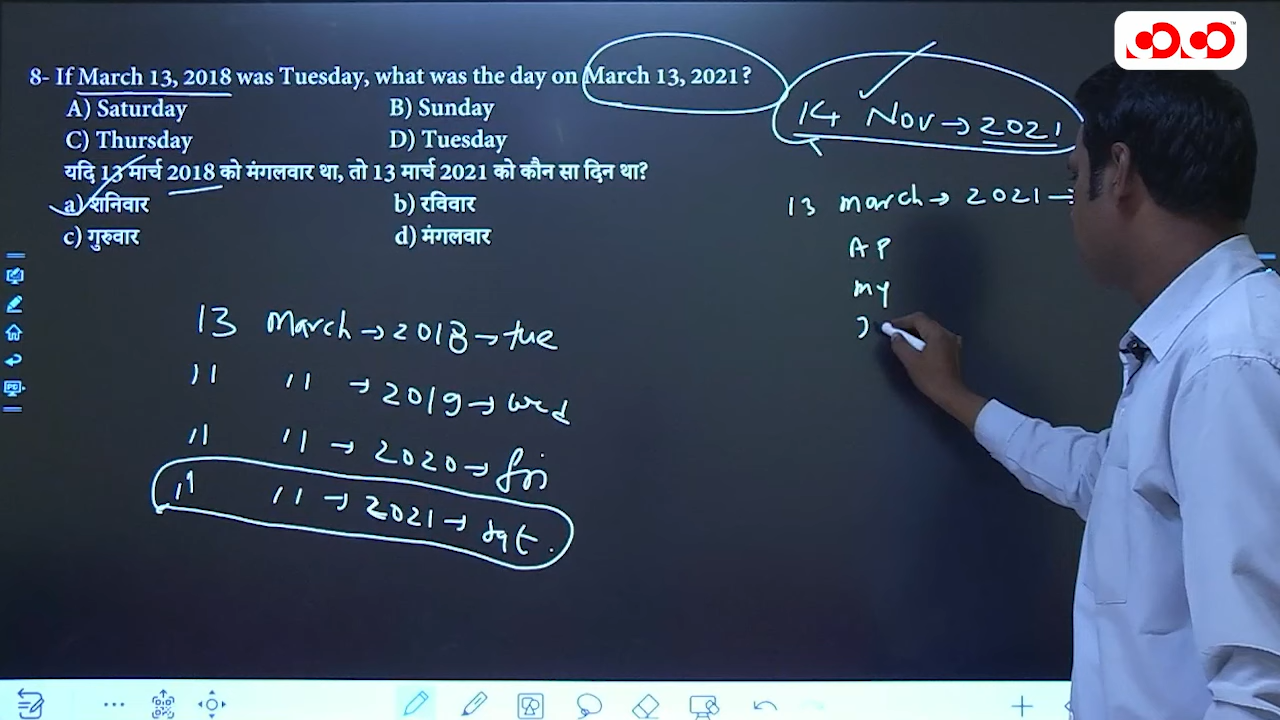 8- If March 13, 2018 was Tuesday, what was the day on March 13, 2021?
A) Saturday B) Sunday
C) Thursday D) Tuesday
यदि 13 मार्च 2018 को मंगलवार था, तो 13 मार्च 2021 को कौन सा दिन था?
a) शनिवार b) रविवार
c) गुरुवार d) मंगलवार
14 Nov → 2021
13 march → 2021 →
AP
my
J
13 March → 2018 → tue
" " → 2019 → wed
" " → 2020 → fri
" " → 2021 → sat.